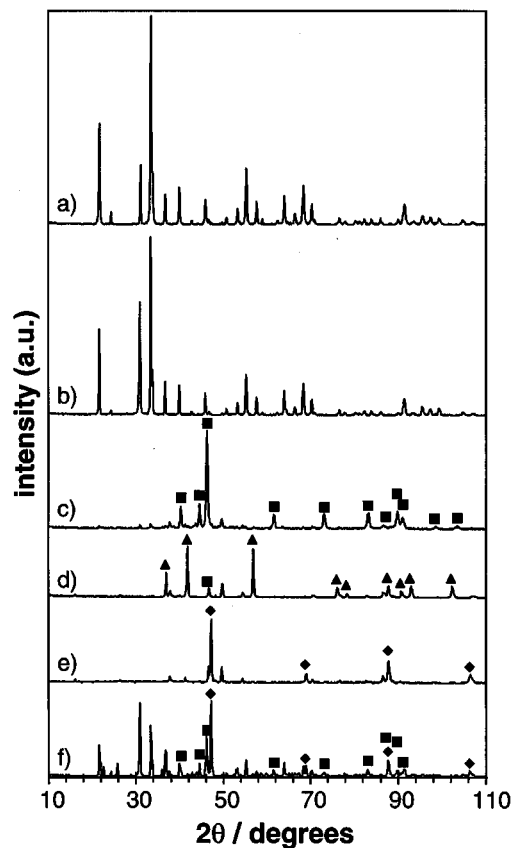 a)
b)
c)
d)
e)
f)
intensity (a.u.)
10 30 50 70 90 110
2θ / degrees